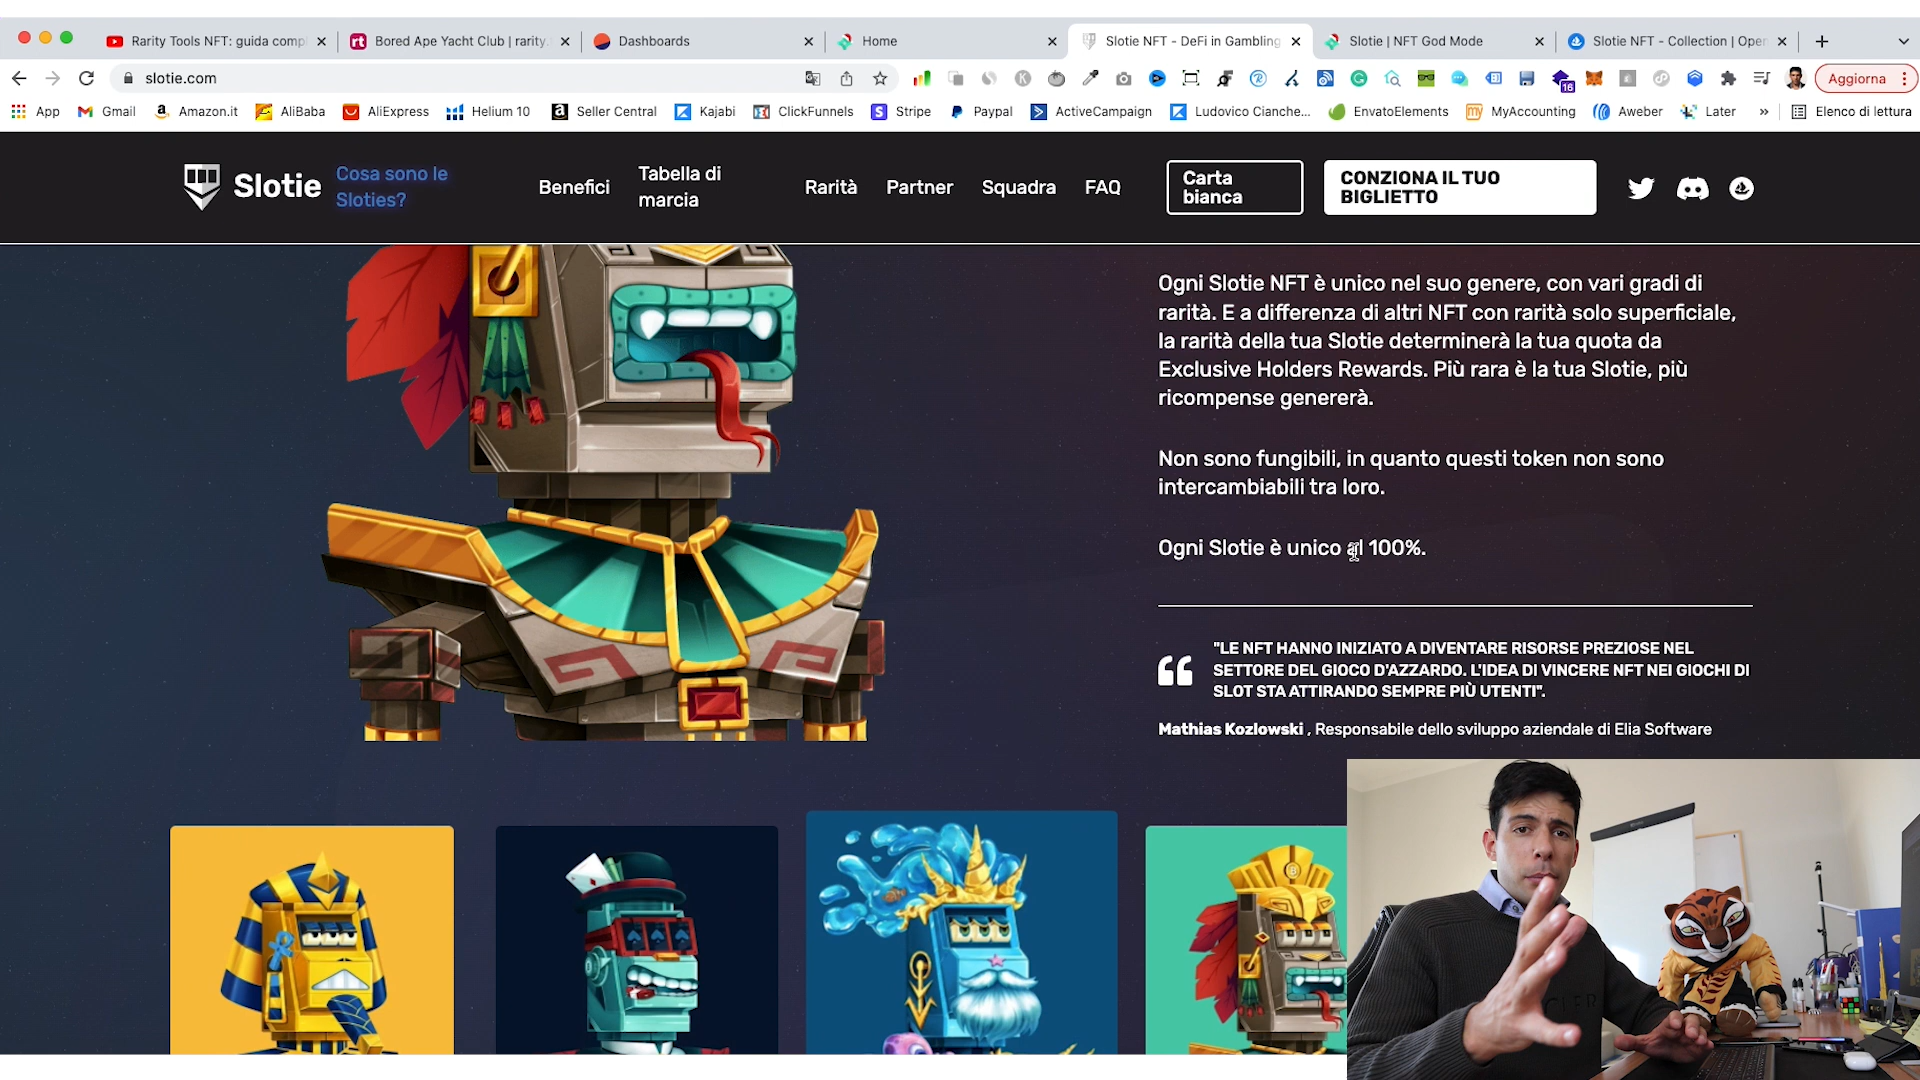 Rarity Tools NFT: guida comp
Bored Ape Yacht Club | rarity.
Dashboards
Home
Slotie NFT - DeFi in Gambling
Slotie | NFT God Mode
Slotie NFT - Collection | Open
slotie.com
16
Aggiorna
App
Gmail
Amazon.it
AliBaba
AliExpress
Helium 10
Seller Central
Kajabi
ClickFunnels
Stripe
Paypal
ActiveCampaign
Ludovico Cianche...
EnvatoElements
MyAccounting
Aweber
Later
»
Elenco di lettura
Slotie
Cosa sono le
Sloties?
Benefici
Tabella di
marcia
Rarità
Partner
Squadra
FAQ
Carta
bianca
CONZIONA IL TUO
BIGLIETTO
Ogni Slotie NFT è unico nel suo genere, con vari gradi di
rarità. E a differenza di altri NFT con rarità solo superficiale,
la rarità della tua Slotie determinerà la tua quota da
Exclusive Holders Rewards. Più rara è la tua Slotie, più
ricompense genererà.
Non sono fungibili, in quanto questi token non sono
intercambiabili tra loro.
Ogni Slotie è unico al 100%.
"LE NFT HANNO INIZIATO A DIVENTARE RISORSE PREZIOSE NEL
SETTORE DEL GIOCO D'AZZARDO. L'IDEA DI VINCERE NFT NEI GIOCHI DI
SLOT STA ATTIRANDO SEMPRE PIÙ UTENTI".
Mathias Kozlowski , Responsabile dello sviluppo aziendale di Elia Software